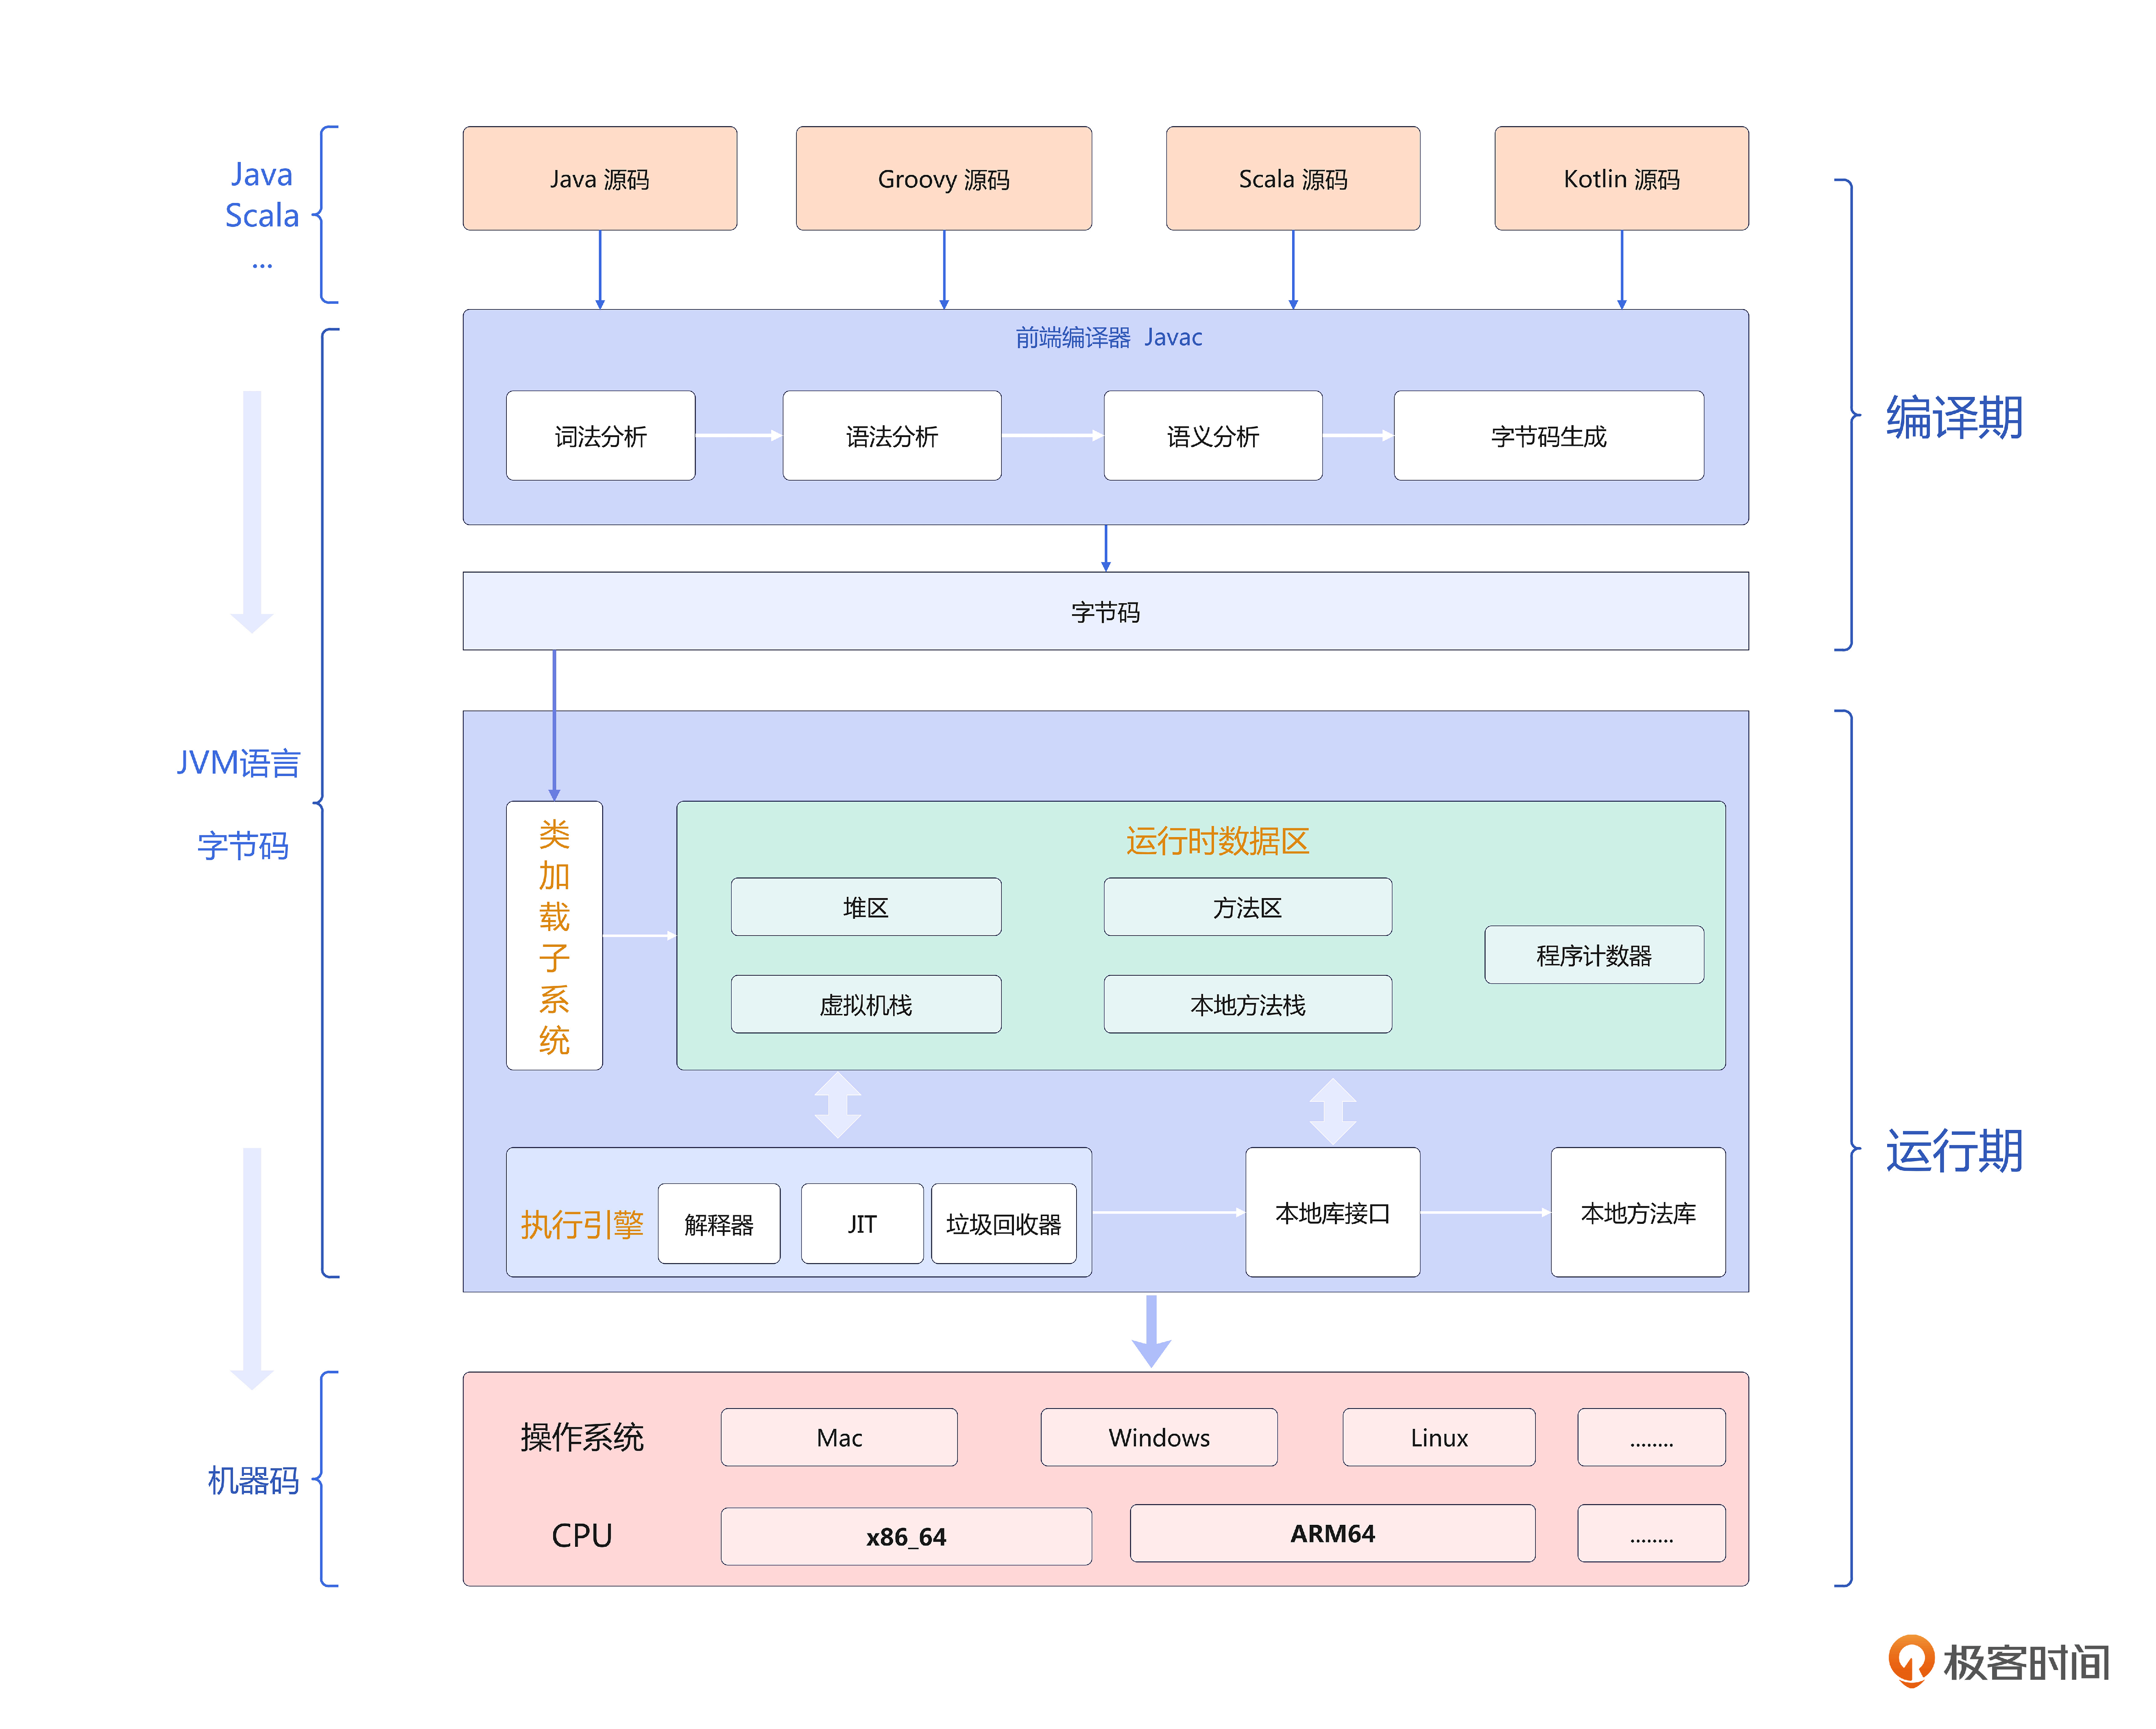 Java
Scala
...
Java 源码
Groovy 源码
Scala 源码
Kotlin 源码
前端编译器 Javac
词法分析
语法分析
语义分析
字节码生成
编译期
字节码
JVM语言
字节码
类加载子系统
运行时数据区
堆区
方法区
程序计数器
虚拟机栈
本地方法栈
执行引擎
解释器
JIT
垃圾回收器
本地库接口
本地方法库
运行期
机器码
操作系统
Mac
Windows
Linux
........
CPU
x86_64
ARM64
........
极客时间